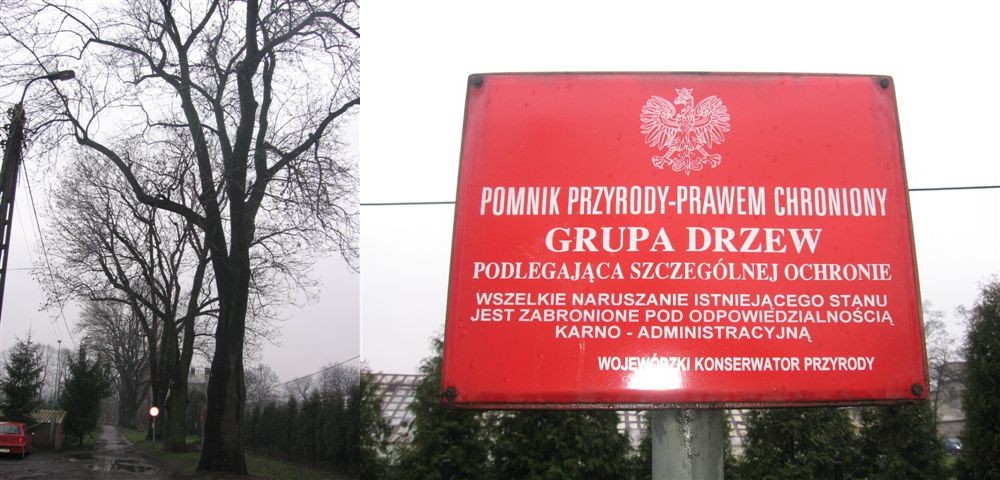 POMNIK PRZYRODY-PRAWEM CHRONIONY
GRUPA DRZEW
PODLEGAJĄCA SZCZEGÓLNEJ OCHRONIE
WSZELKIE NARUSZANIE ISTNIEJĄCEGO STANU
JEST ZABRONIONE POD ODPOWIEDZIALNOŚCIĄ
KARNO - ADMINISTRACYJNĄ
WOJEWÓDZKI KONSERWATOR PRZYRODY